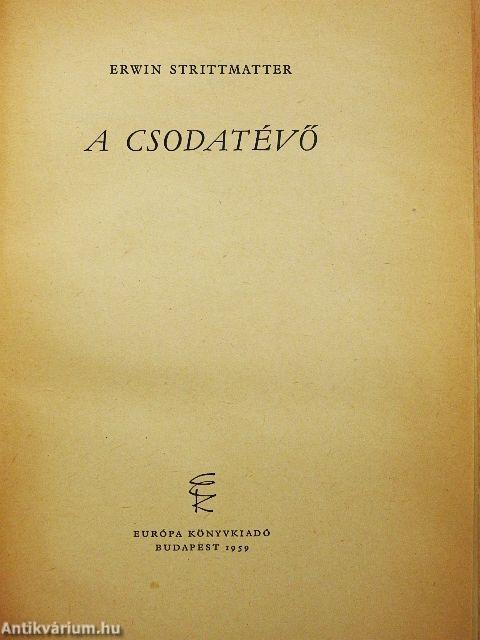 ERWIN STRITTMATTER
A CSODATÉVŐ
EURÓPA KÖNYVKIADÓ
BUDAPEST 1959
Antikvárium.hu